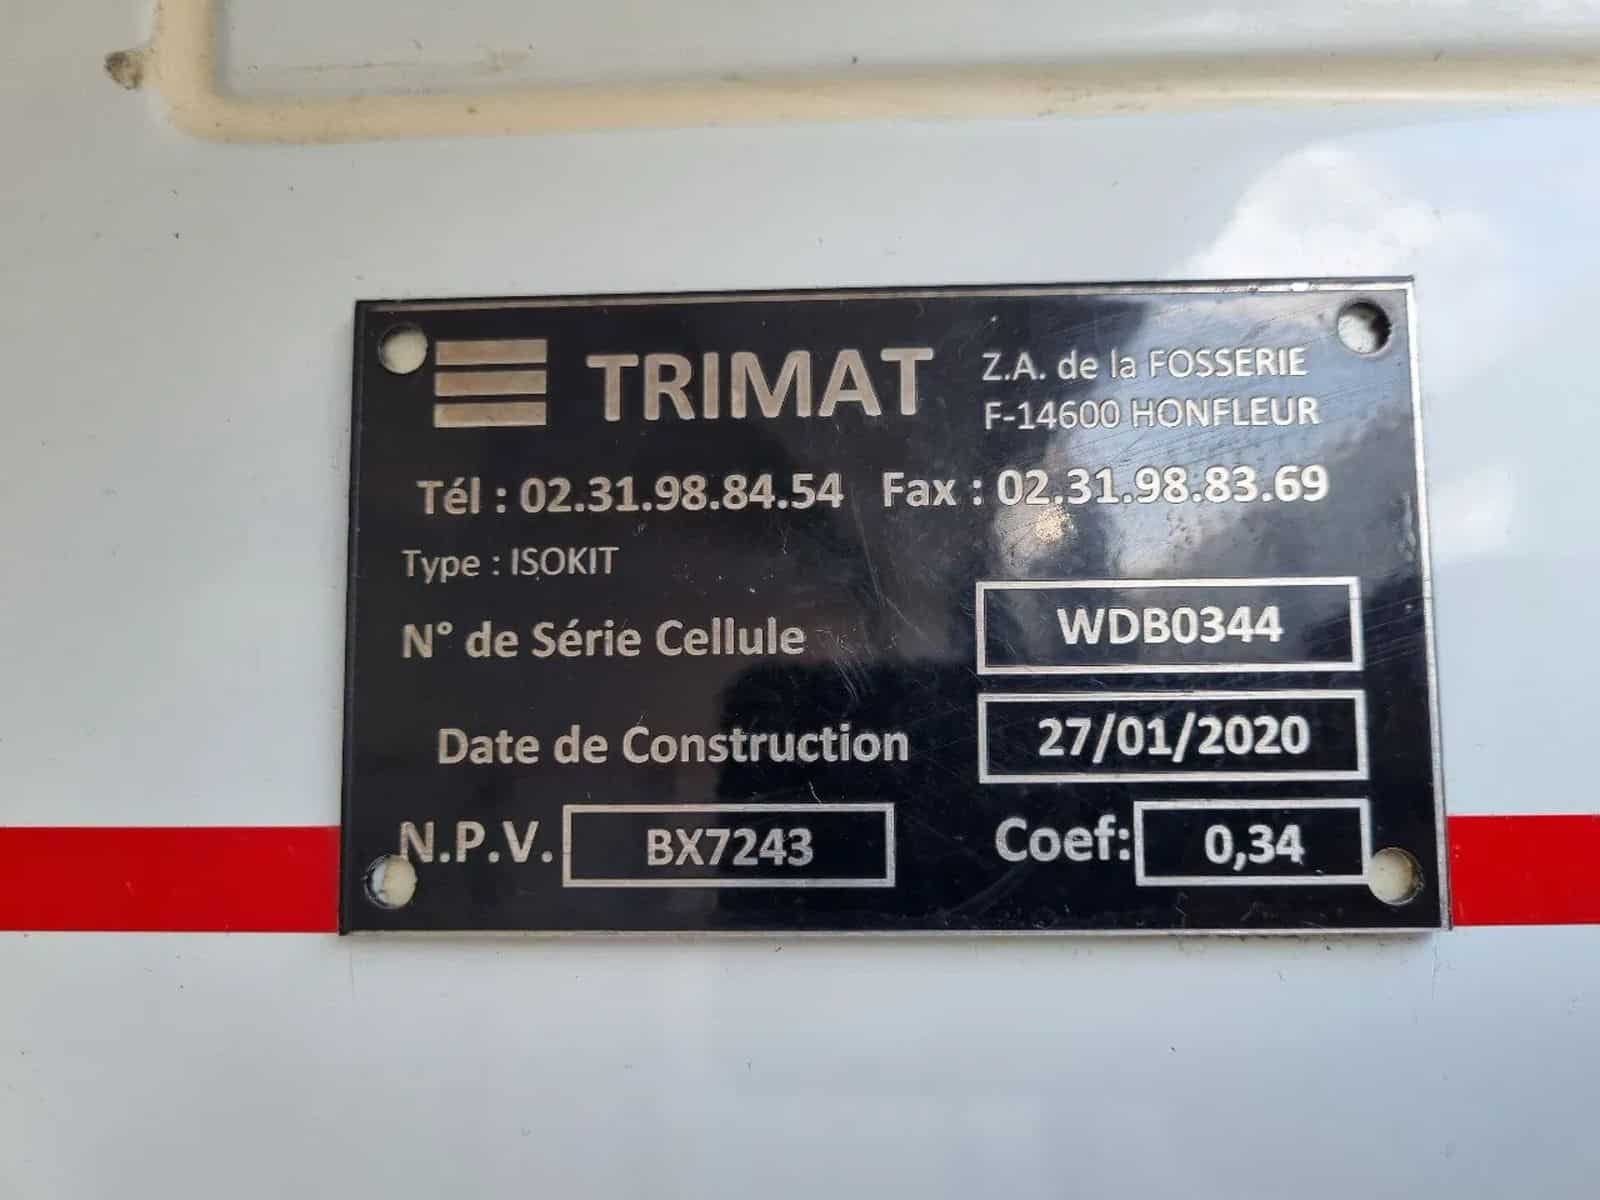 TRIMAT
Z.A. de la FOSSERIE
F-14600 HONFLEUR
Tél : 02.31.98.84.54 Fax : 02.31.98.83.69
Type : ISOKIT
N° de Série Cellule WDB0344
Date de Construction 27/01/2020
N.P.V. BX7243 Coef: 0,34